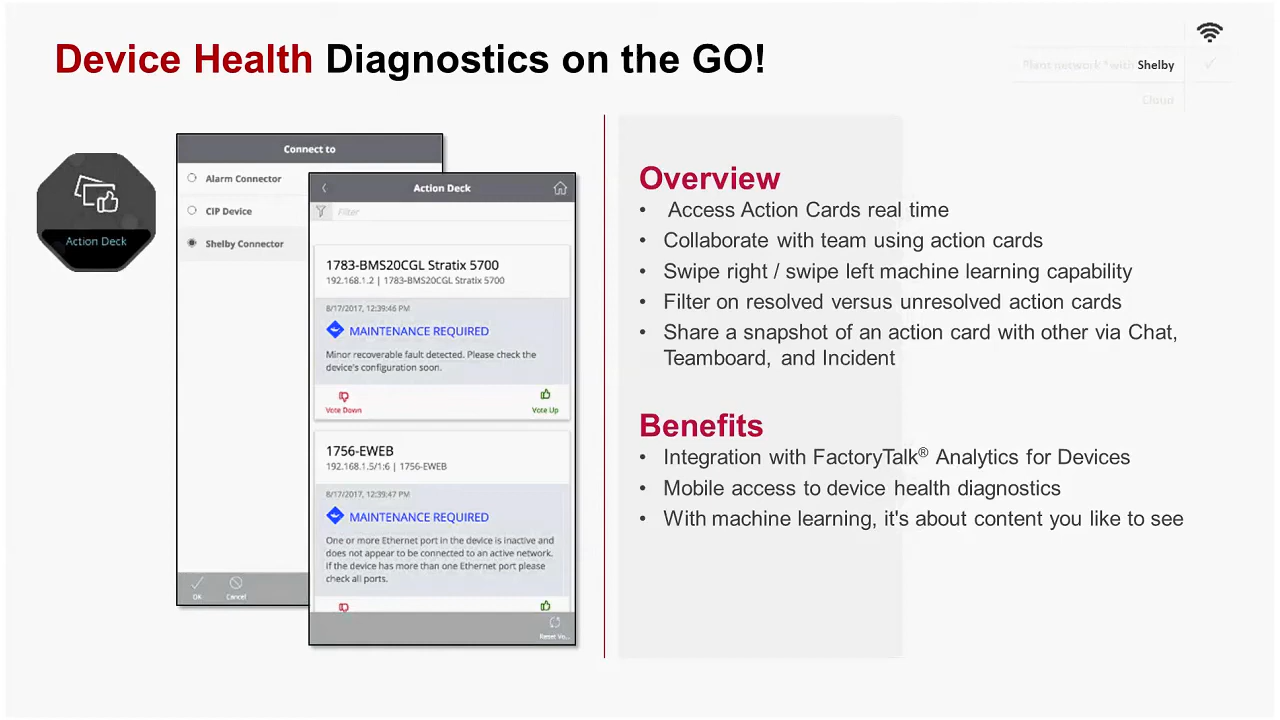 Device Health Diagnostics on the GO!
Plant network *with Shelby ✓
Cloud
Action Deck
Connect to
Alarm Connector
CIP Device
Shelby Connector
OK
Cancel
Action Deck
Filter
1783-BMS20CGL Stratix 5700
192.168.1.2 | 1783-BMS20CGL Stratix 5700
8/17/2017, 12:39:46 PM
MAINTENANCE REQUIRED
Minor recoverable fault detected. Please check the
device's configuration soon.
Vote Down
Vote Up
1756-EWEB
192.168.1.5/1:6 | 1756-EWEB
8/17/2017, 12:39:47 PM
MAINTENANCE REQUIRED
One or more Ethernet port in the device is inactive and
does not appear to be connected to an active network.
If the device has more than one Ethernet port please
check all ports.
Reset Vo...
Overview
• Access Action Cards real time
• Collaborate with team using action cards
• Swipe right / swipe left machine learning capability
• Filter on resolved versus unresolved action cards
• Share a snapshot of an action card with other via Chat,
Teamboard, and Incident
Benefits
• Integration with FactoryTalk® Analytics for Devices
• Mobile access to device health diagnostics
• With machine learning, it's about content you like to see